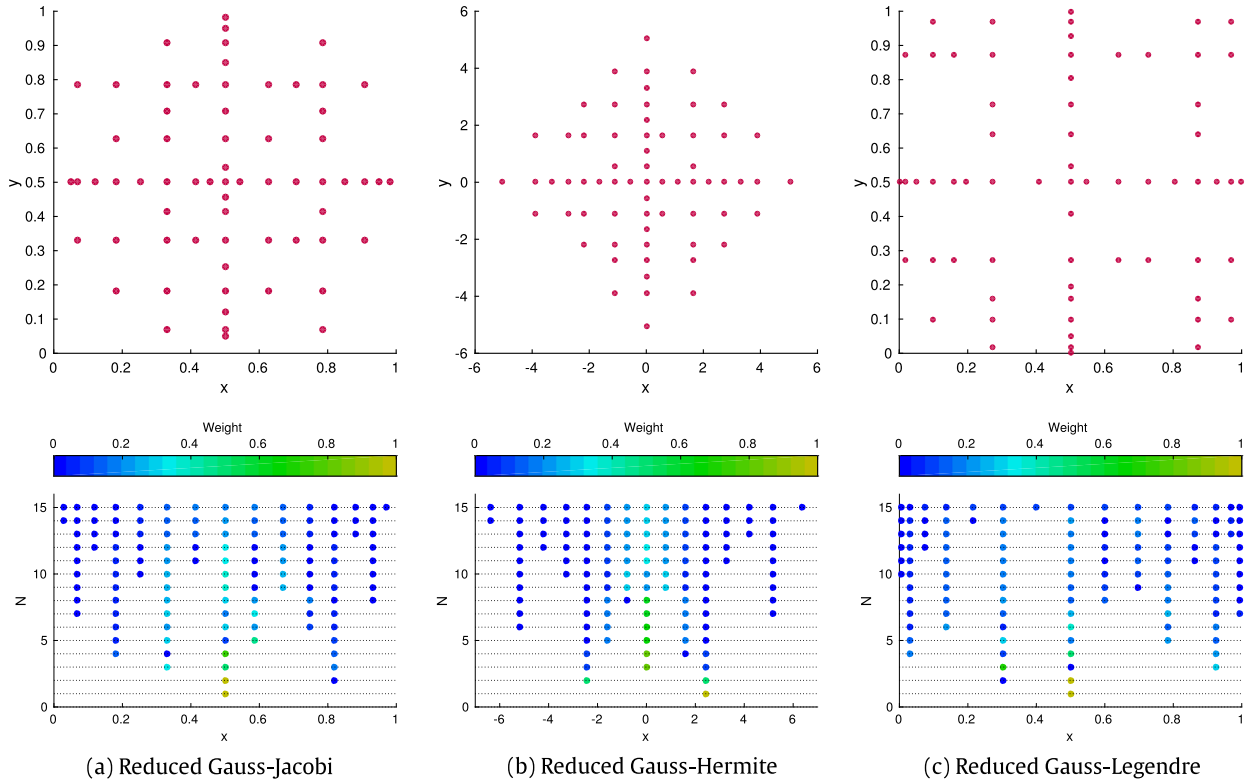 1
0.9
0.8
0.7
0.6
0.5
0.4
0.3
0.2
0.1
0
y
0 0.2 0.4 0.6 0.8 1
x
6
4
2
0
-2
-4
-6
y
-6 -4 -2 0 2 4 6
x
1
0.9
0.8
0.7
0.6
0.5
0.4
0.3
0.2
0.1
0
y
0 0.2 0.4 0.6 0.8 1
x
Weight
0 0.2 0.4 0.6 0.8 1
15
10
5
0
N
0 0.2 0.4 0.6 0.8 1
x
Weight
0 0.2 0.4 0.6 0.8 1
15
10
5
0
N
-6 -4 -2 0 2 4 6
x
Weight
0 0.2 0.4 0.6 0.8 1
15
10
5
0
N
0 0.2 0.4 0.6 0.8 1
x
(a) Reduced Gauss-Jacobi
(b) Reduced Gauss-Hermite
(c) Reduced Gauss-Legendre